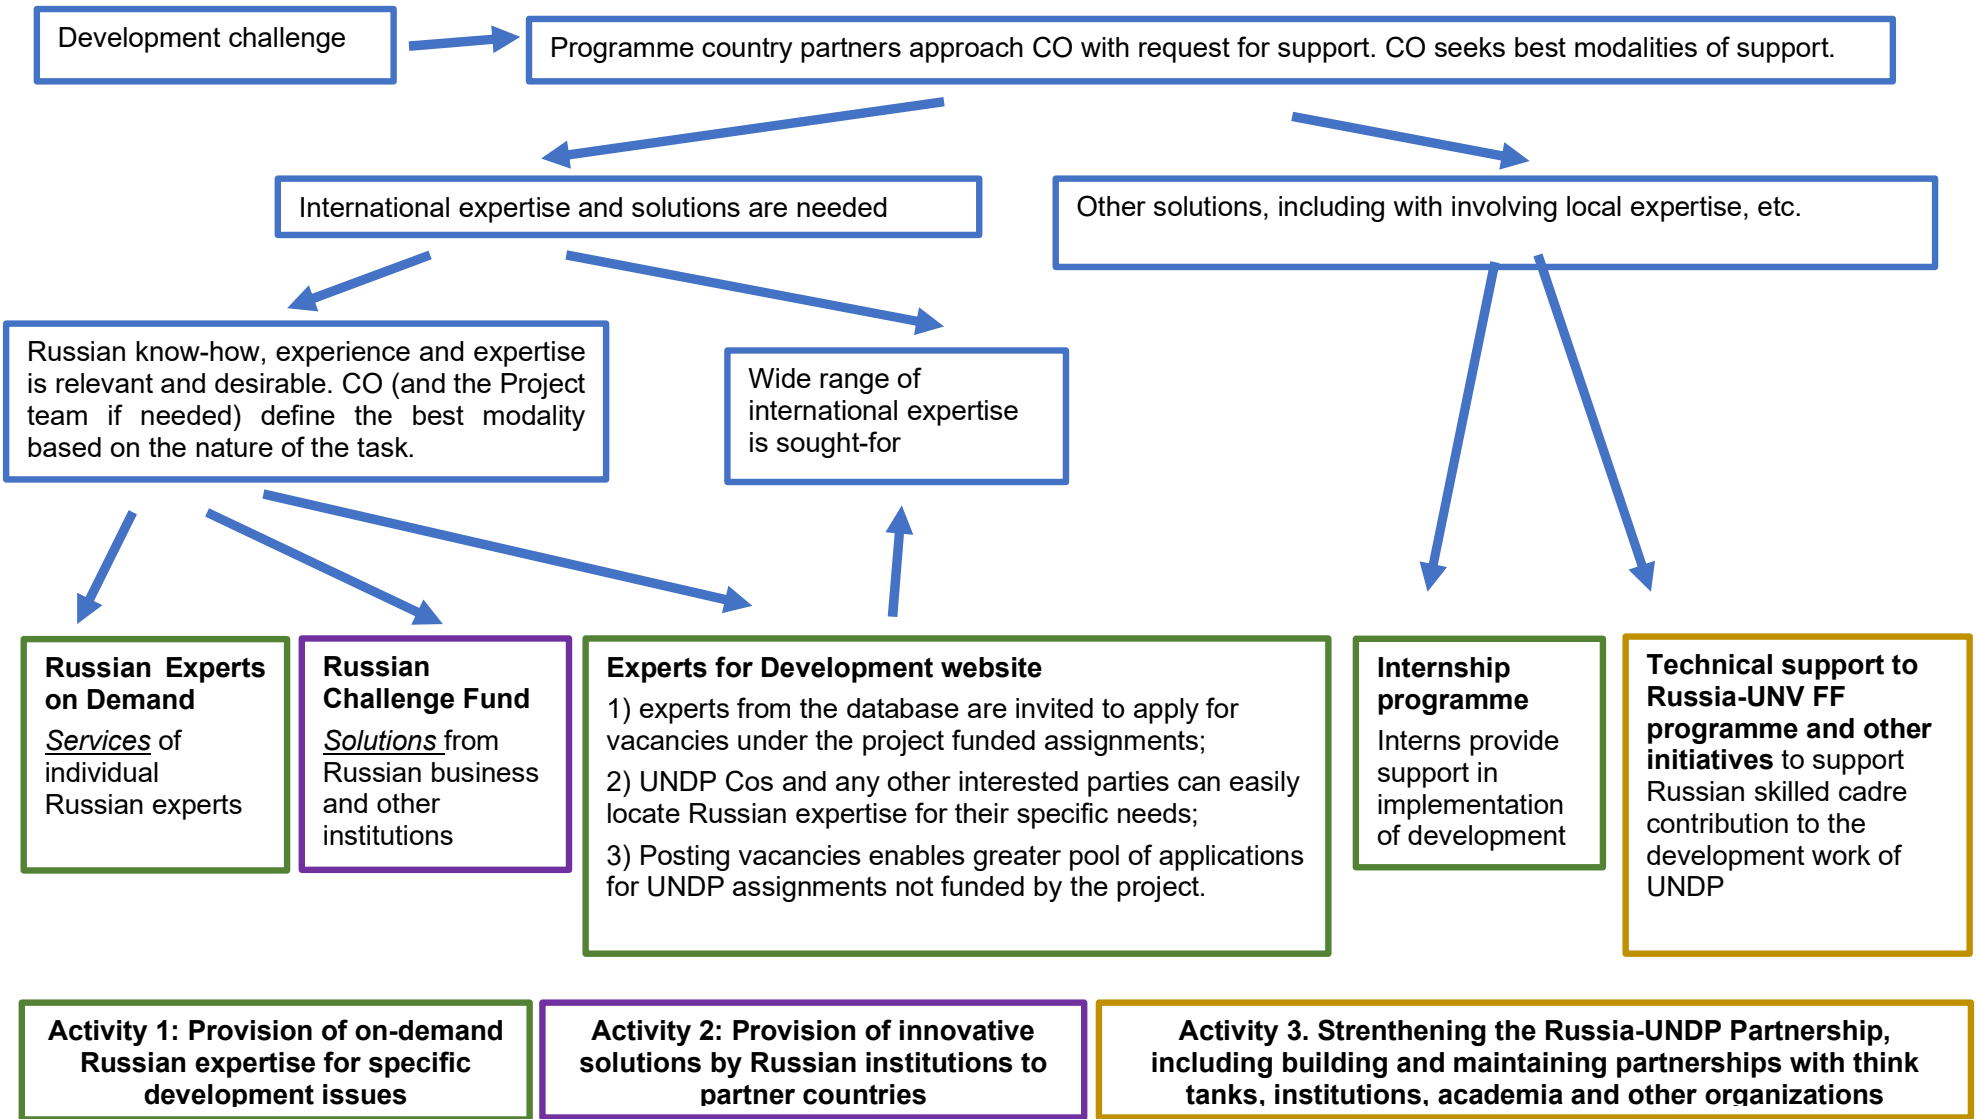 Development challenge
Programme country partners approach CO with request for support. CO seeks best modalities of support.
International expertise and solutions are needed
Other solutions, including with involving local expertise, etc.
Russian know-how, experience and expertise
is relevant and desirable. CO (and the Project
team if needed) define the best modality
based on the nature of the task.
Wide range of
international expertise
is sought-for
Russian Experts
on Demand
Services of
individual
Russian experts
Russian
Challenge Fund
Solutions from
Russian business
and other
institutions
Experts for Development website
1) experts from the database are invited to apply for
vacancies under the project funded assignments;
2) UNDP Cos and any other interested parties can easily
locate Russian expertise for their specific needs;
3) Posting vacancies enables greater pool of applications
for UNDP assignments not funded by the project.
Internship
programme
Interns provide
support in
implementation
of development
Technical support to
Russia-UNV FF
programme and other
initiatives to support
Russian skilled cadre
contribution to the
development work of
UNDP
Activity 1: Provision of on-demand
Russian expertise for specific
development issues
Activity 2: Provision of innovative
solutions by Russian institutions to
partner countries
Activity 3. Strenthening the Russia-UNDP Partnership,
including building and maintaining partnerships with think
tanks, institutions, academia and other organizations